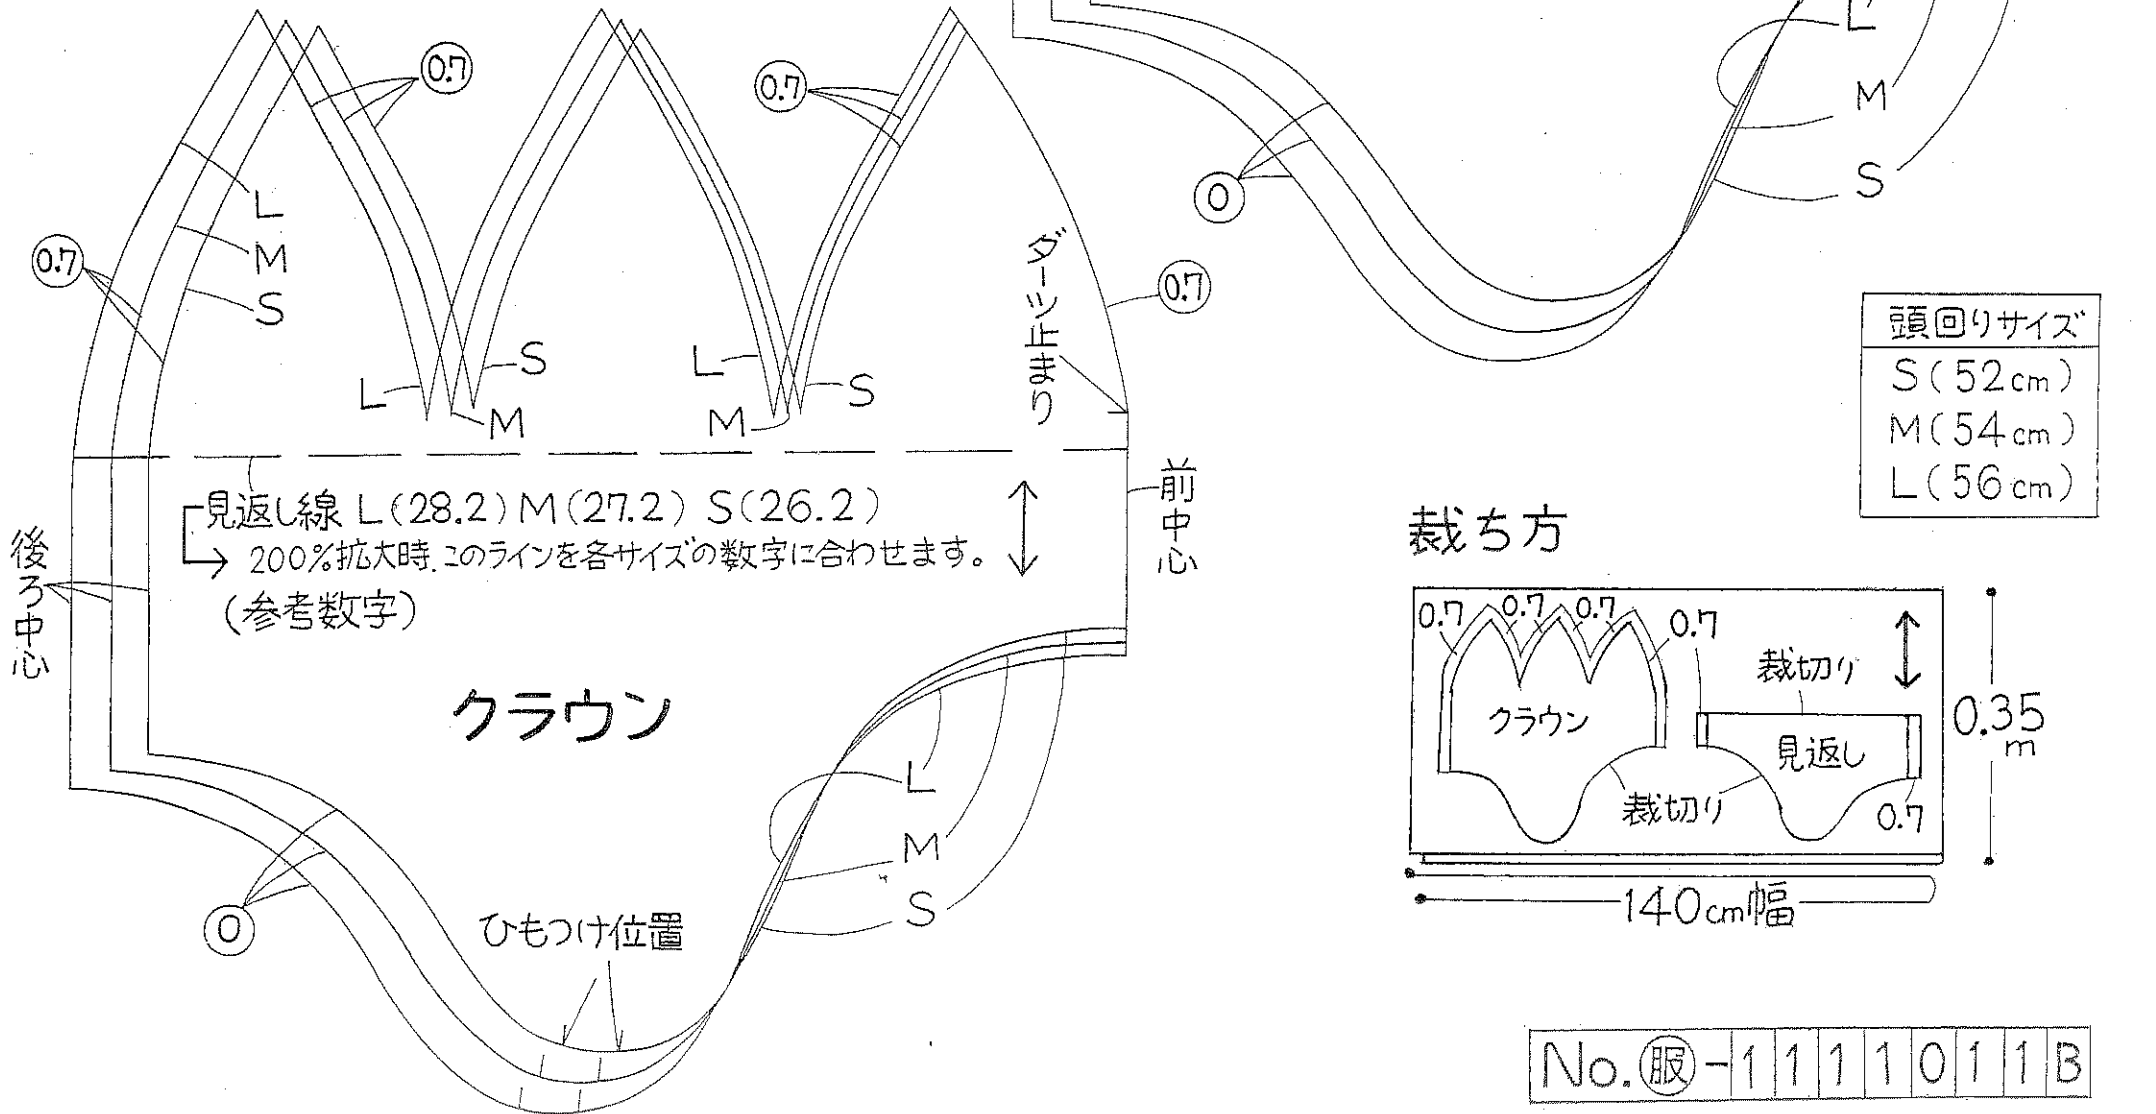 0.7
0.7
0.7
L
M
S
0.7
L
M
S
L
M
S
ダーツ止まり
0.7
見返し線 L(28.2) M(27.2) S(26.2)
200%拡大時、このラインを各サイズの数字に合わせます。
(参考数字)
後ろ中心
前中心
クラウン
L
M
S
0
ひもつけ位置
L
M
S
0
頭回りサイズ
S(52cm)
M(54cm)
L(56cm)
裁ち方
0.7
0.7
0.7
0.7
裁切り
クラウン
見返し
裁切り
0.7
0.35m
140cm幅
No.服-1111011B